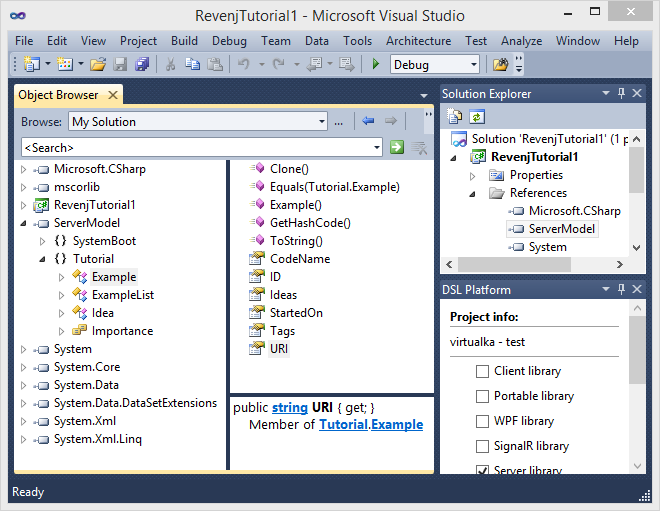 RevenjTutorial1 - Microsoft Visual Studio
File Edit View Project Build Debug Team Data Tools Architecture Test Analyze Window Help
Debug
Object Browser
Browse: My Solution ...
<Search>
Microsoft.CSharp
mscorlib
RevenjTutorial1
ServerModel
{ } SystemBoot
{ } Tutorial
Example
ExampleList
Idea
Importance
System
System.Core
System.Data
System.Data.DataSetExtensions
System.Xml
System.Xml.Linq
Clone()
Equals(Tutorial.Example)
Example()
GetHashCode()
ToString()
CodeName
ID
Ideas
StartedOn
Tags
URI
public string URI { get; }
Member of Tutorial.Example
Solution Explorer
Solution 'RevenjTutorial1' (1 p
RevenjTutorial1
Properties
References
Microsoft.CSharp
ServerModel
System
DSL Platform
Project info:
virtualka - test
Client library
Portable library
WPF library
SignalR library
Server library
Ready